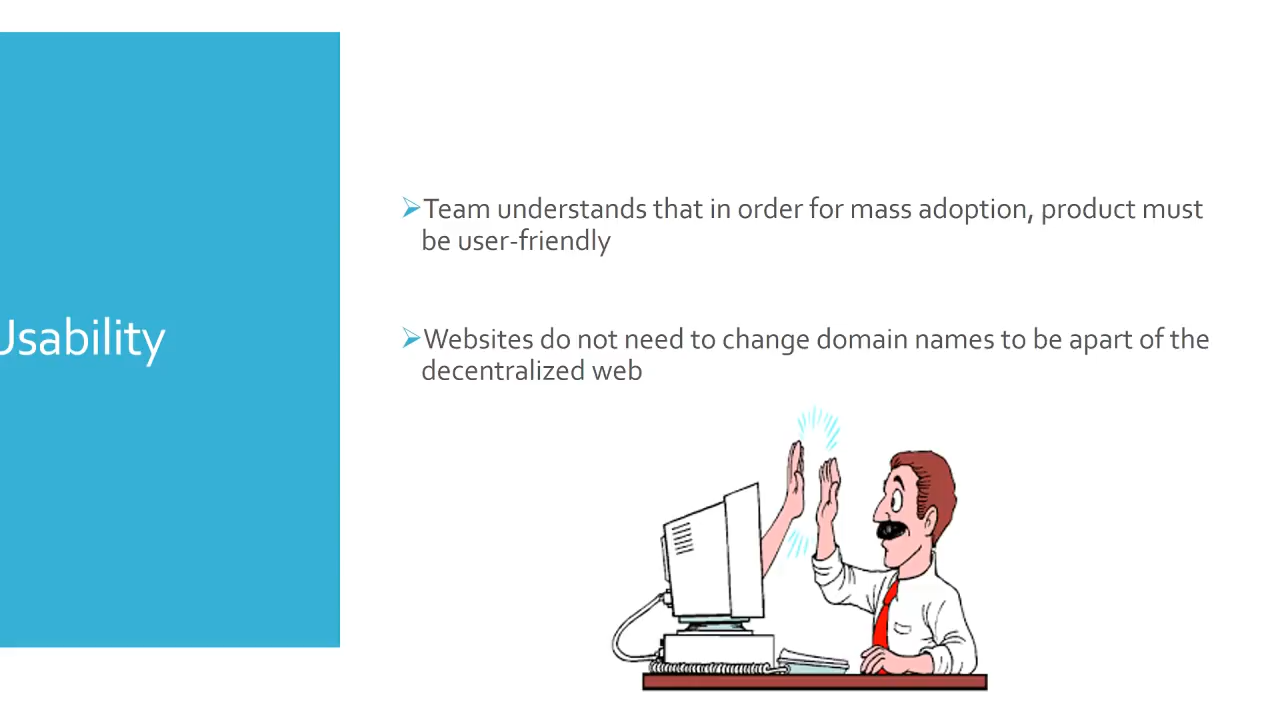 Usability
Team understands that in order for mass adoption, product must
be user-friendly
Websites do not need to change domain names to be apart of the
decentralized web